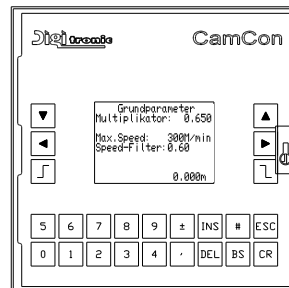 Digitronic CamCon
Grundparameter
Multiplikator: 0.650
Max.Speed: 300M/min
Speed-Filter:0.60
0.000m
5 6 7 8 9 ± INS # ESC
0 1 2 3 4 , DEL BS CR